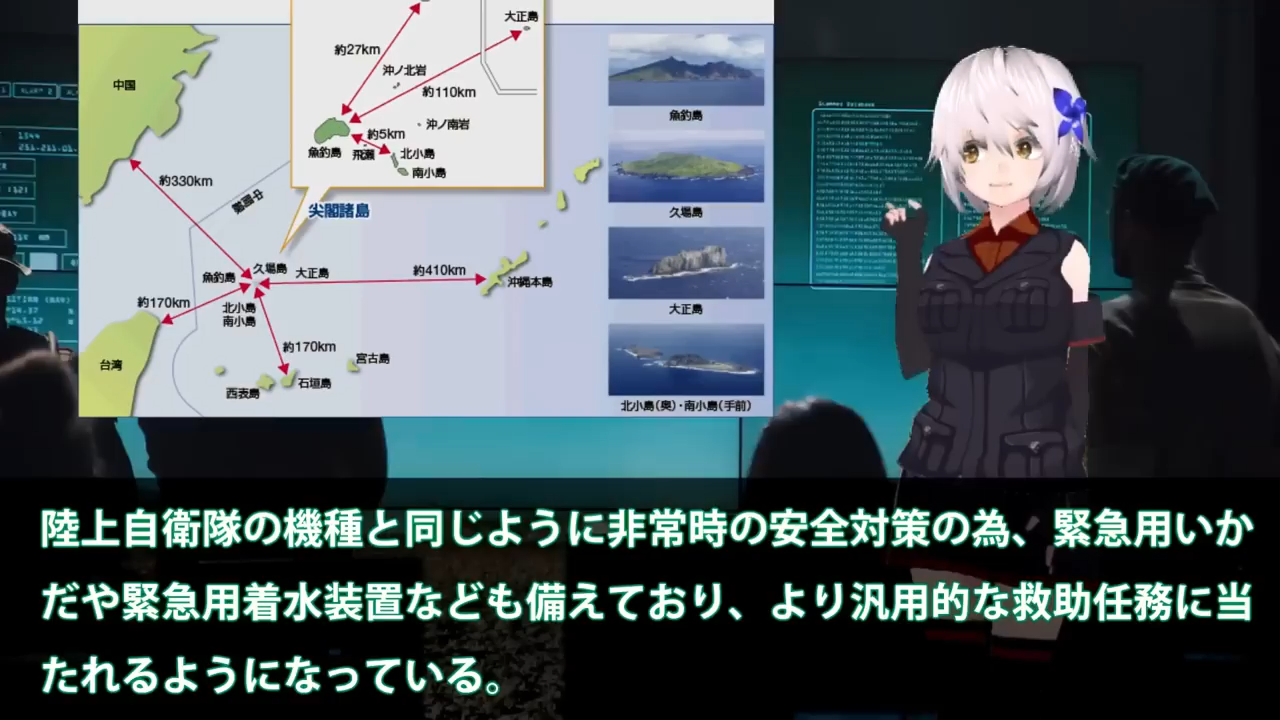 大正島
約27km
沖ノ北岩
約110km
沖ノ南岩
約5km
魚釣島
飛瀬
北小島
南小島
中国
約330km
中間線
尖閣諸島
魚釣島
久場島
大正島
約410km
沖縄本島
約170km
北小島
南小島
台湾
約170km
宮古島
石垣島
西表島
魚釣島
久場島
大正島
北小島(奥)・南小島(手前)
陸上自衛隊の機種と同じように非常時の安全対策の為、緊急用いか
だや緊急用着水装置なども備えており、より汎用的な救助任務に当
たれるようになっている。